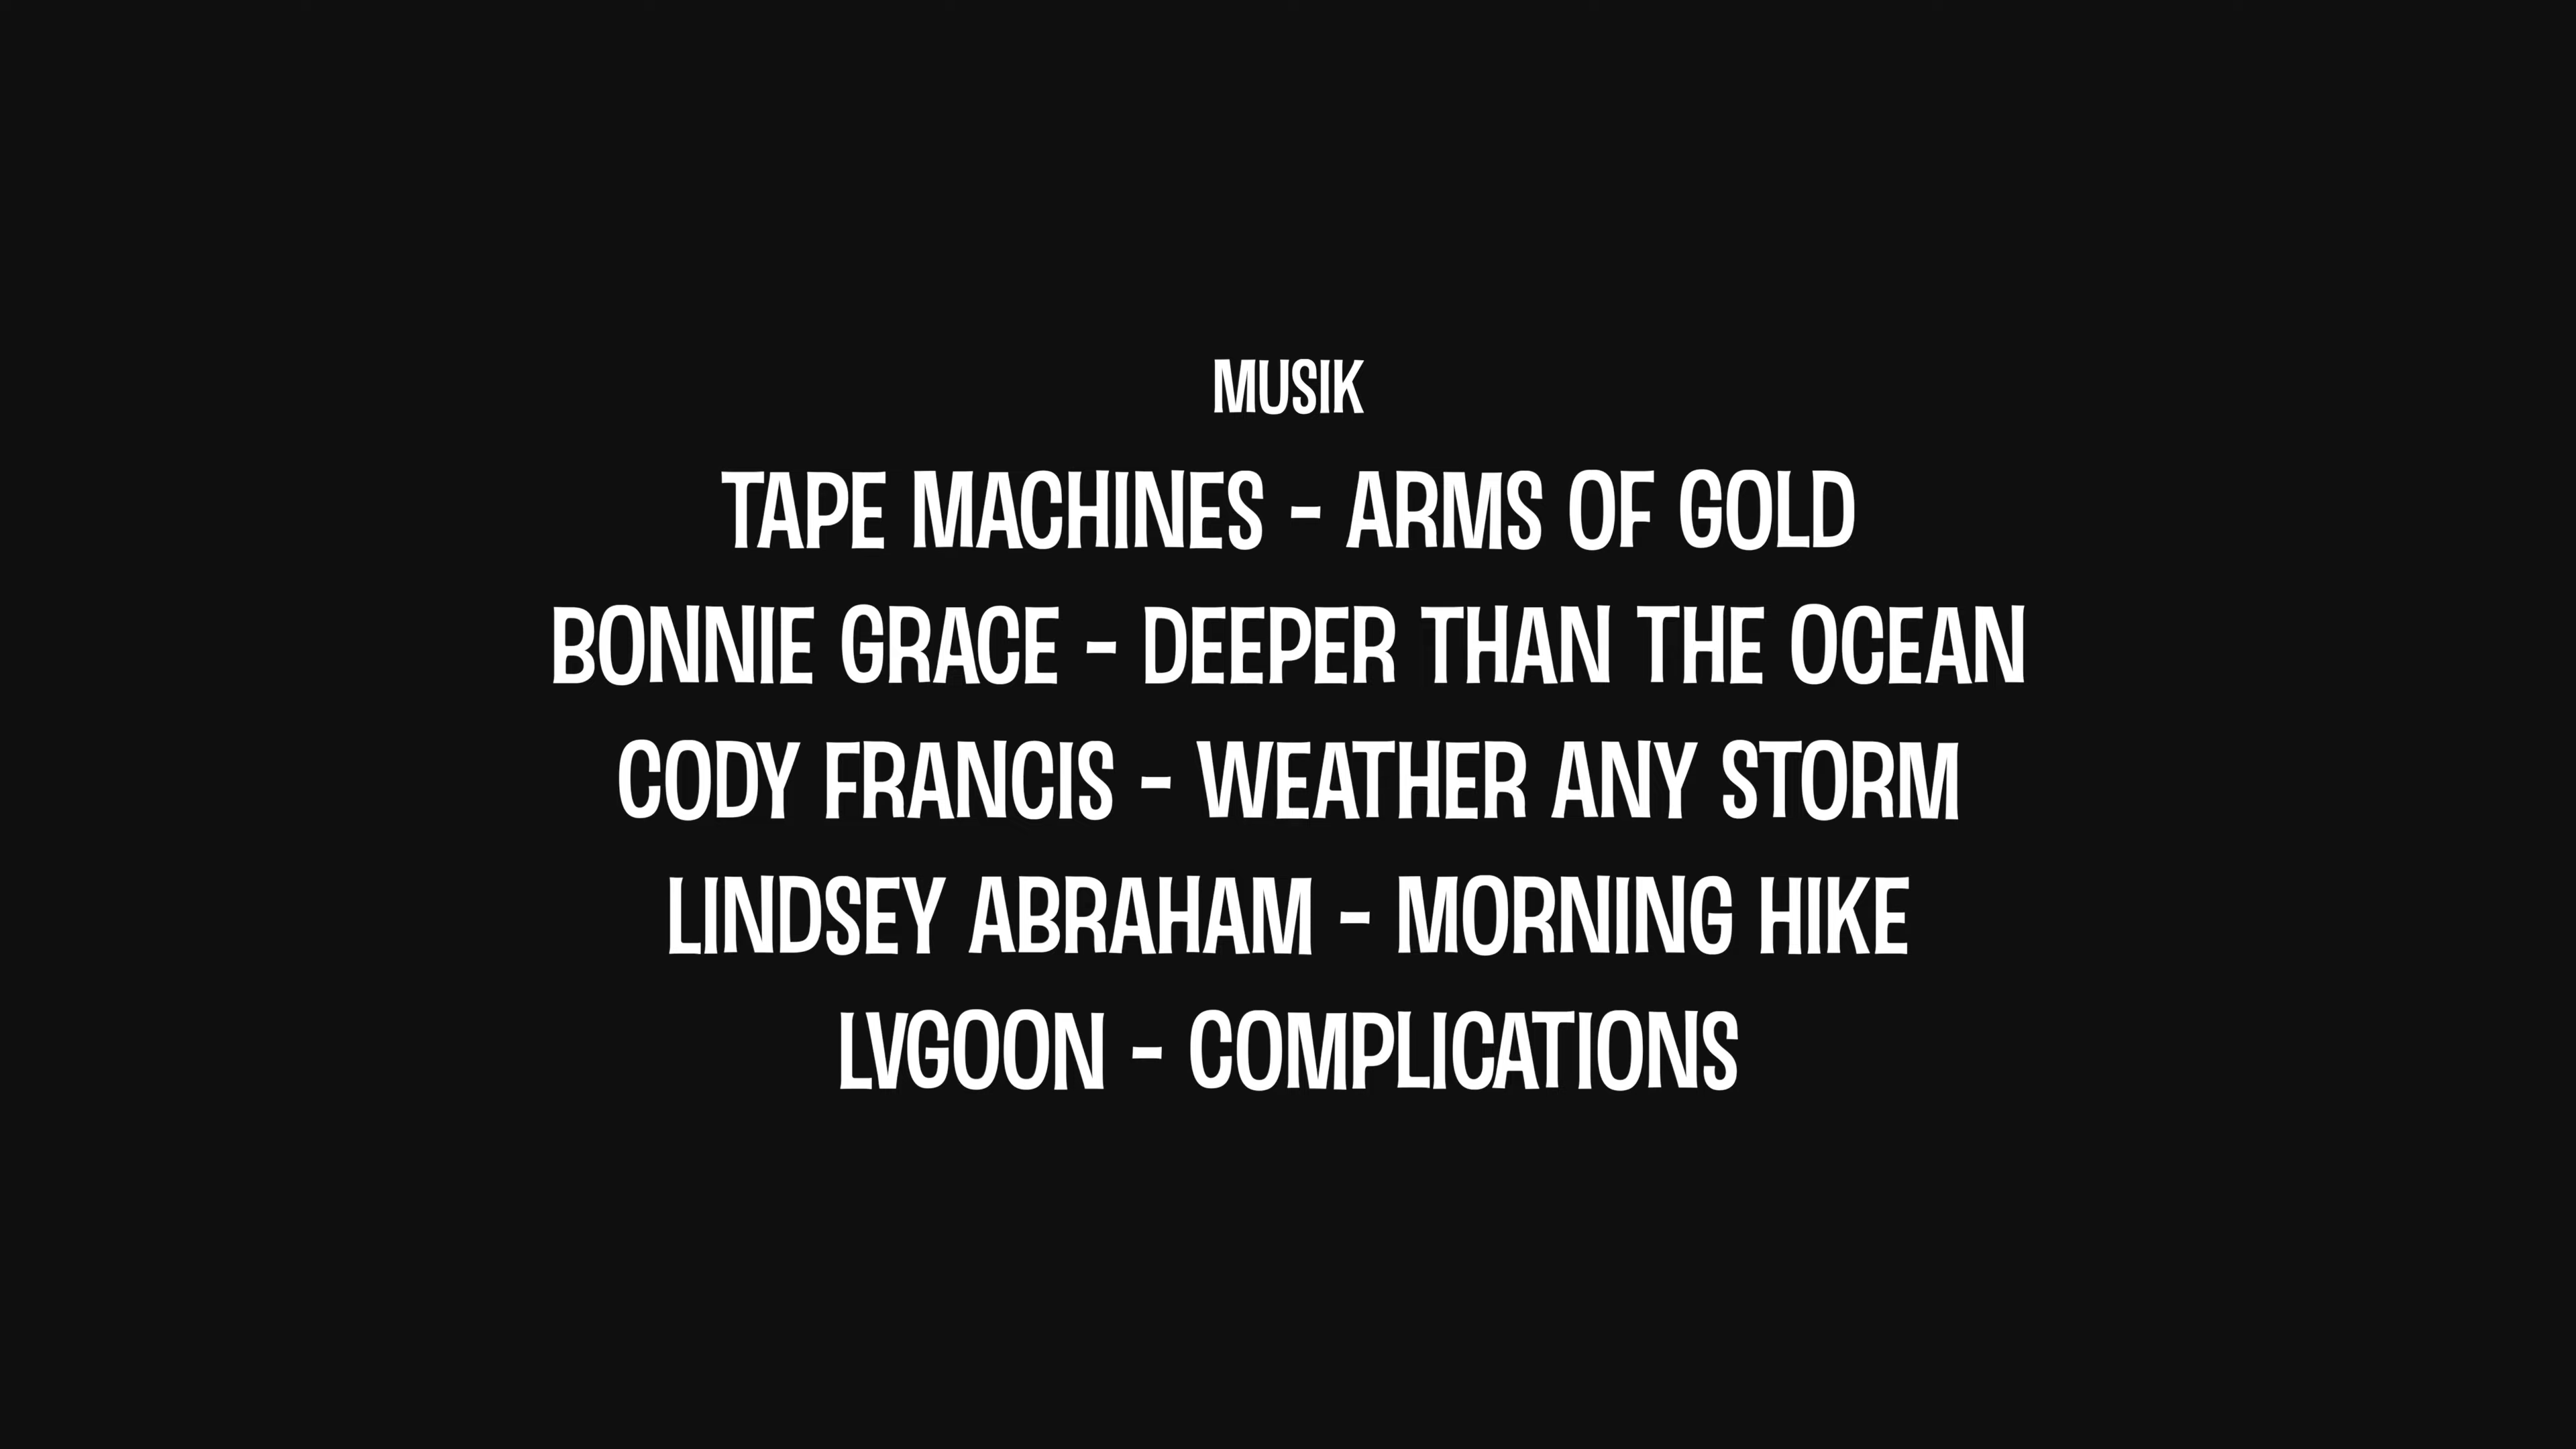 MUSIK
TAPE MACHINES - ARMS OF GOLD
BONNIE GRACE - DEEPER THAN THE OCEAN
CODY FRANCIS - WEATHER ANY STORM
LINDSEY ABRAHAM - MORNING HIKE
LVGOON - COMPLICATIONS